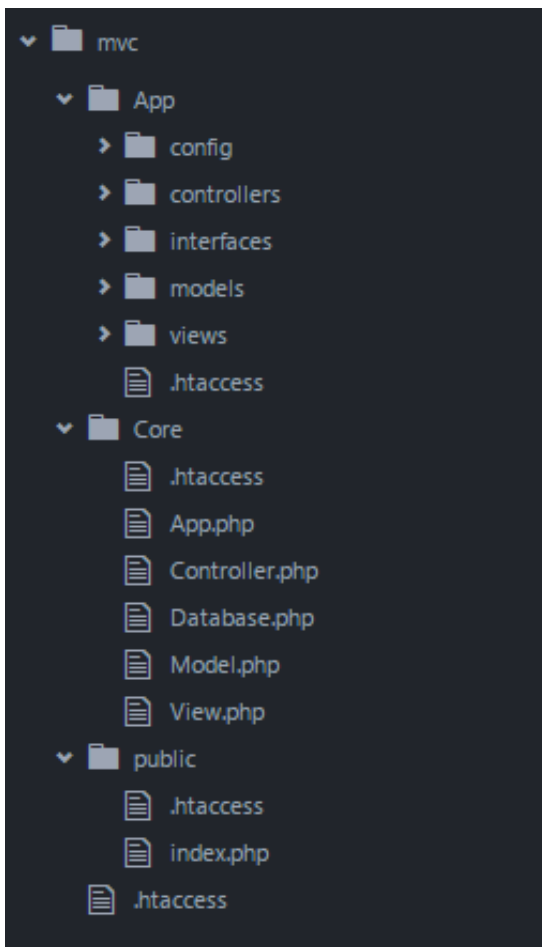 mvc
App
config
controllers
interfaces
models
views
.htaccess
Core
.htaccess
App.php
Controller.php
Database.php
Model.php
View.php
public
.htaccess
index.php
.htaccess